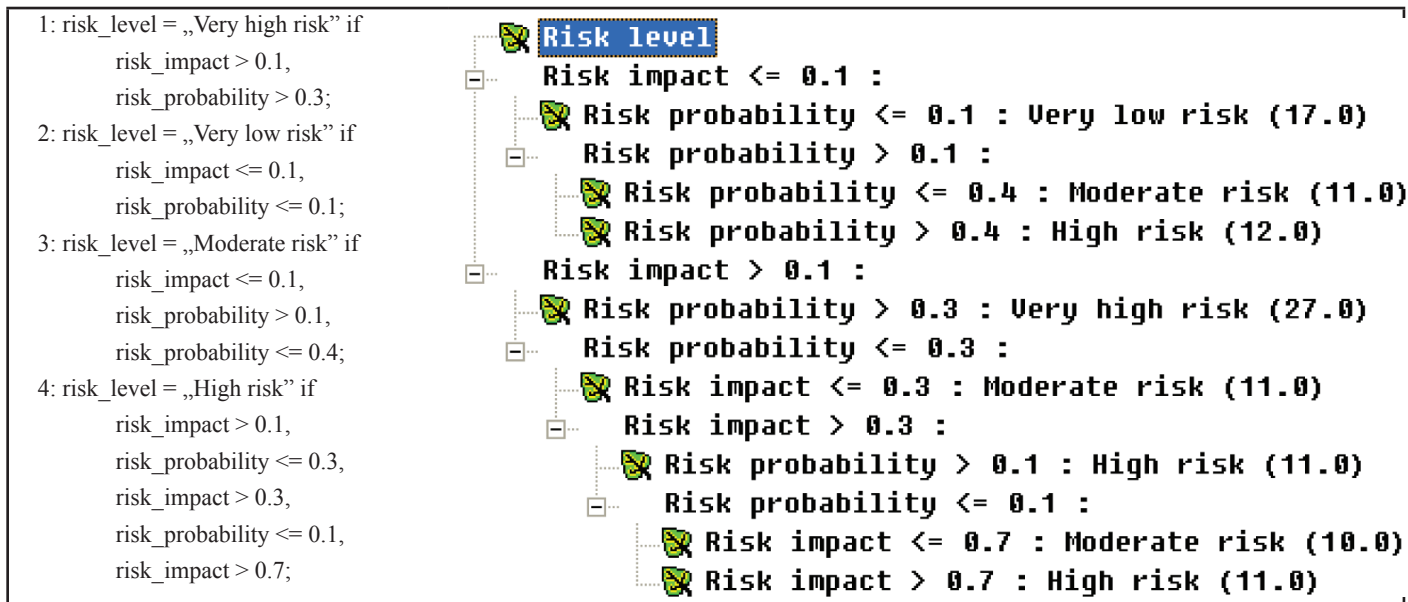 1: risk_level = „Very high risk” if
risk_impact > 0.1,
risk_probability > 0.3;
2: risk_level = „Very low risk” if
risk_impact <= 0.1,
risk_probability <= 0.1;
3: risk_level = „Moderate risk” if
risk_impact <= 0.1,
risk_probability > 0.1,
risk_probability <= 0.4;
4: risk_level = „High risk” if
risk_impact > 0.1,
risk_probability <= 0.3,
risk_impact > 0.3,
risk_probability <= 0.1,
risk_impact > 0.7;
Risk level
Risk impact <= 0.1 :
Risk probability <= 0.1 : Very low risk (17.0)
Risk probability > 0.1 :
Risk probability <= 0.4 : Moderate risk (11.0)
Risk probability > 0.4 : High risk (12.0)
Risk impact > 0.1 :
Risk probability > 0.3 : Very high risk (27.0)
Risk probability <= 0.3 :
Risk impact <= 0.3 : Moderate risk (11.0)
Risk impact > 0.3 :
Risk probability > 0.1 : High risk (11.0)
Risk probability <= 0.1 :
Risk impact <= 0.7 : Moderate risk (10.0)
Risk impact > 0.7 : High risk (11.0)